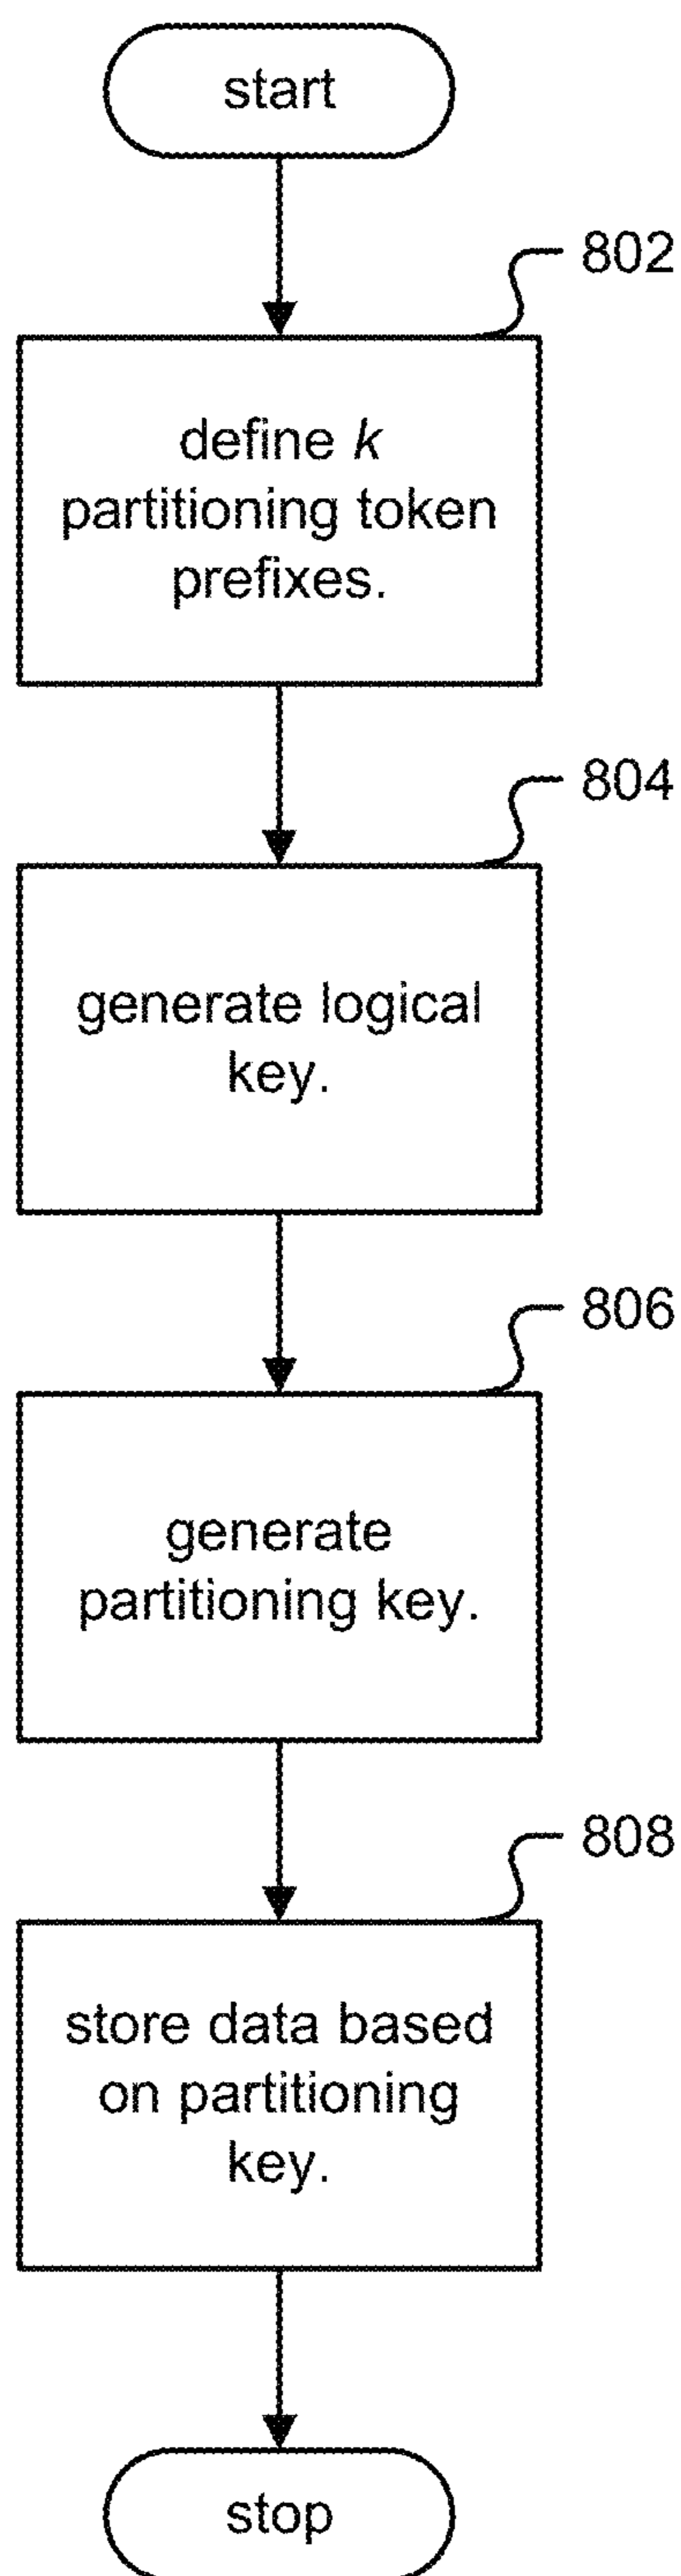 start
802
define k
partitioning token
prefixes.
804
generate logical
key.
806
generate
partitioning key.
808
store data based
on partitioning
key.
stop